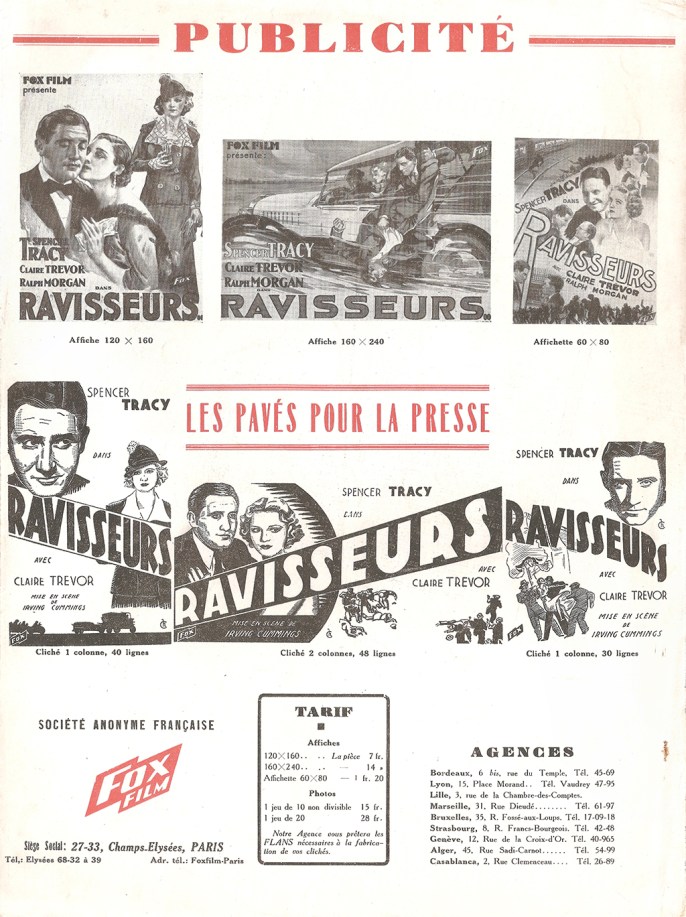 PUBLICITÉ
FOX FILM
présente
SPENCER
TRACY
CLAIRE TREVOR
RALPH MORGAN
DANS
RAVISSEURS
FOX
Affiche 120 × 160
FOX FILM
présente :
FOX
SPENCER TRACY
CLAIRE TREVOR
RALPH MORGAN
DANS
RAVISSEURS
Affiche 160 × 240
SPENCER TRACY
DANS
RAVISSEURS
AVEC CLAIRE TREVOR
RALPH MORGAN
Affichette 60 × 80
LES PAVÉS POUR LA PRESSE
SPENCER
TRACY
DANS
RAVISSEURS
AVEC
CLAIRE TREVOR
MISE EN SCÈNE
DE
IRVING CUMMINGS
FOX
Cliché 1 colonne, 40 lignes
SPENCER TRACY
DANS
RAVISSEURS
AVEC
CLAIRE TREVOR
MISE EN SCÈNE DE
IRVING CUMMINGS
FOX
Cliché 2 colonnes, 48 lignes
SPENCER TRACY
DANS
RAVISSEURS
AVEC
CLAIRE TREVOR
MISE EN SCÈNE
DE
IRVING CUMMINGS
FOX
Cliché 1 colonne, 30 lignes
SOCIÉTÉ ANONYME FRANÇAISE
FOX
FILM
Siège Social : 27-33, Champs-Elysées, PARIS
Tél,: Elysées 68-32 à 39 Adr. tél.: Foxfilm-Paris
TARIF
Affiches
120×160.. .. La pièce 7 fr.
160×240.. .. — 14 »
Affichette 60×80 — 1 fr. 20
Photos
1 jeu de 10 non divisible 15 fr.
1 jeu de 20 28 fr.
Notre Agence vous prêtera les
FLANS nécessaires à la fabrica-
tion de vos clichés.
AGENCES
Bordeaux, 6 bis, rue du Temple, Tél. 45-69
Lyon, 15, Place Morand.. Tél. Vaudrey 47-95
Lille, 3, rue de la Chambre-des-Comptes.
Marseille, 31, Rue Dieudé........ Tél. 61-97
Bruxelles, 35, R. Fossé-aux-Loups, Tél. 17-09-18
Strasbourg, 8, R. Francs-Bourgeois. Tél. 42-48
Genève, 12, Rue de la Croix-d'Or. Tél. 40-965
Alger, 45, Rue Sadi-Carnot...... Tél. 54-99
Casablanca, 2, Rue Clemenceau.... Tél. 26-89